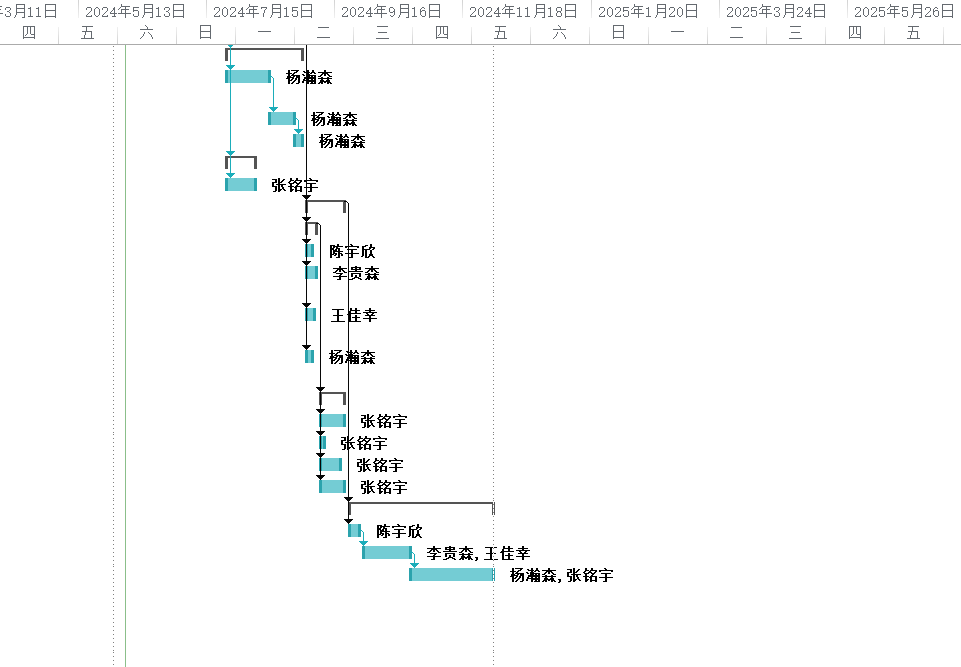 年3月11日 2024年5月13日 2024年7月15日 2024年9月16日 2024年11月18日 2025年1月20日 2025年3月24日 2025年5月26日
四 五 六 日 一 二 三 四 五 六 日 一 二 三 四 五
杨瀚森
杨瀚森
杨瀚森
张铭宇
陈宇欣
李贵森
王佳幸
杨瀚森
张铭宇
张铭宇
张铭宇
张铭宇
陈宇欣
李贵森, 王佳幸
杨瀚森, 张铭宇